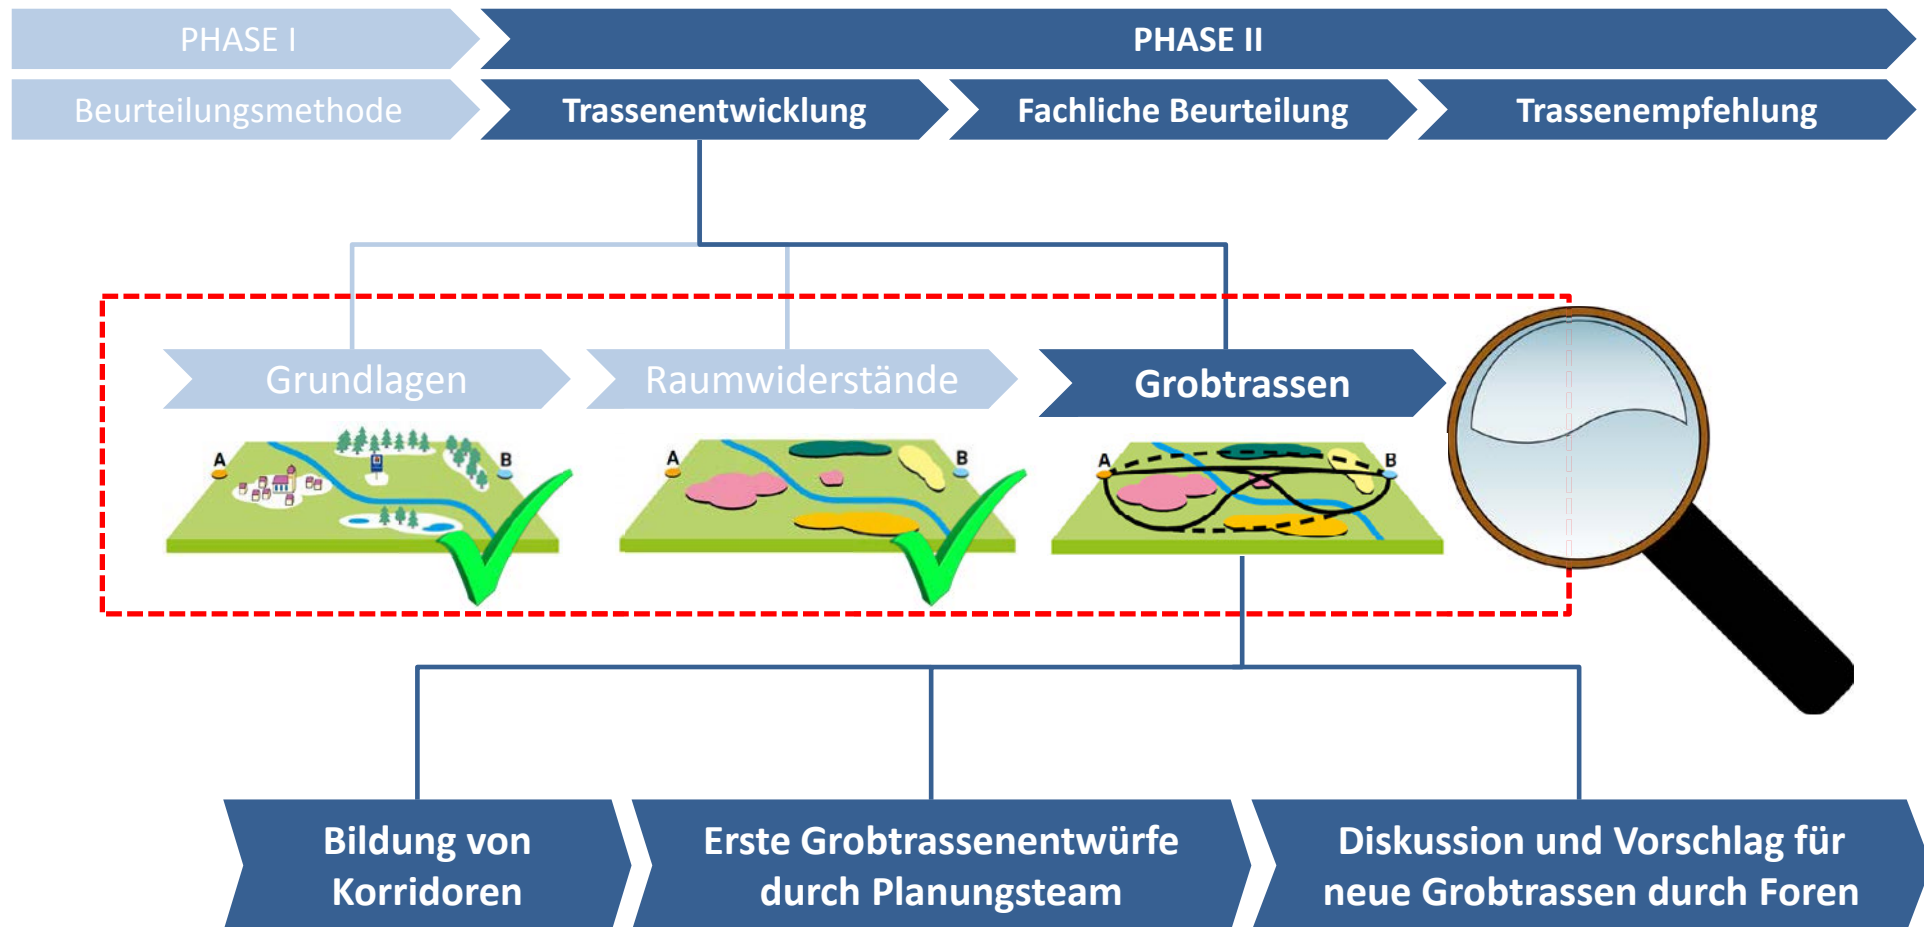 PHASE I
PHASE II
Beurteilungsmethode
Trassenentwicklung
Fachliche Beurteilung
Trassenempfehlung
Grundlagen
Raumwiderstände
Grobtrassen
A
B
A
B
A
B
Bildung von
Korridoren
Erste Grobtrassenentwürfe
durch Planungsteam
Diskussion und Vorschlag für
neue Grobtrassen durch Foren